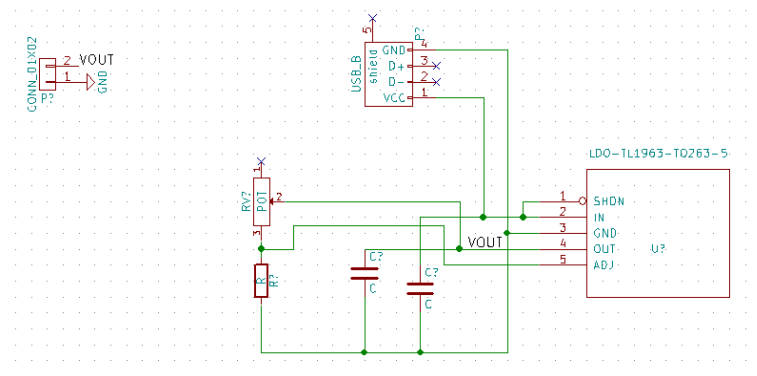 CONN_01X02
2 VOUT
1 GND
P?
5
P?
USB_B
shield
GND 4
D+ 3
D- 2
VCC 1
LDO-TL1963-TO263-5
1 SHDN
2 IN
3 GND
4 OUT
5 ADJ
U?
VOUT
1
RV?
POT
2
3
R
R?
C?
C
C?
C